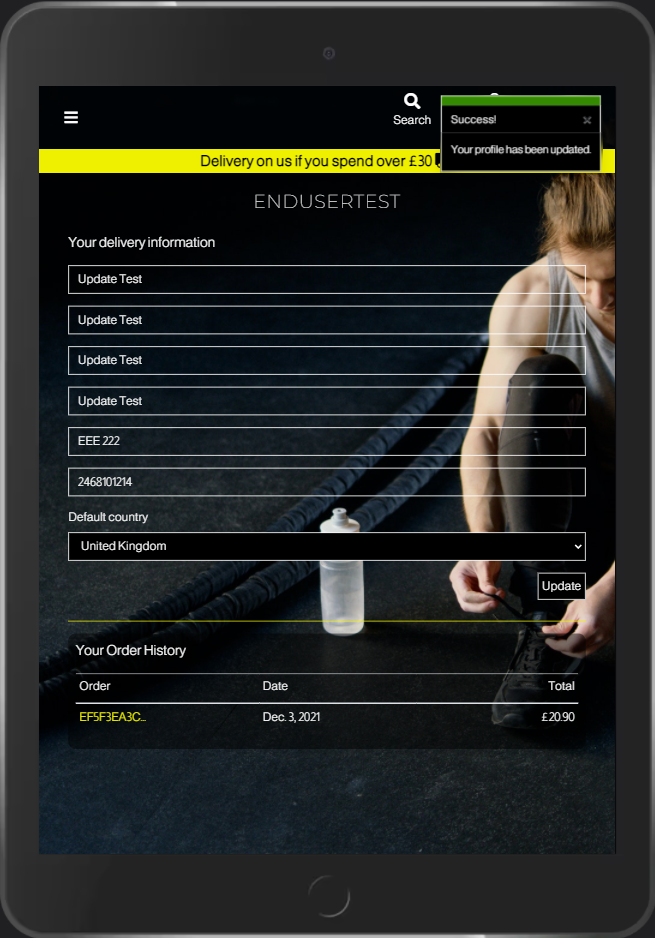 Search
Success!
×
Your profile has been updated.
Delivery on us if you spend over £30
ENDUSERTEST
Your delivery information
Update Test
Update Test
Update Test
Update Test
EEE 222
2468101214
Default country
United Kingdom
Update
Your Order History
Order Date Total
EF5F3EA3C... Dec. 3, 2021 £20.90